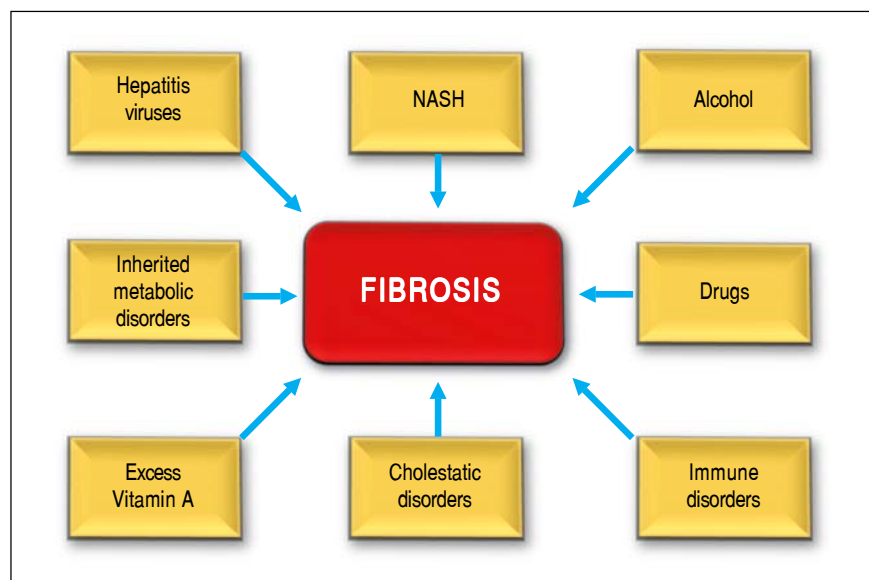 Hepatitis
viruses
NASH
Alcohol
Inherited
metabolic
disorders
FIBROSIS
Drugs
Excess
Vitamin A
Cholestatic
disorders
Immune
disorders